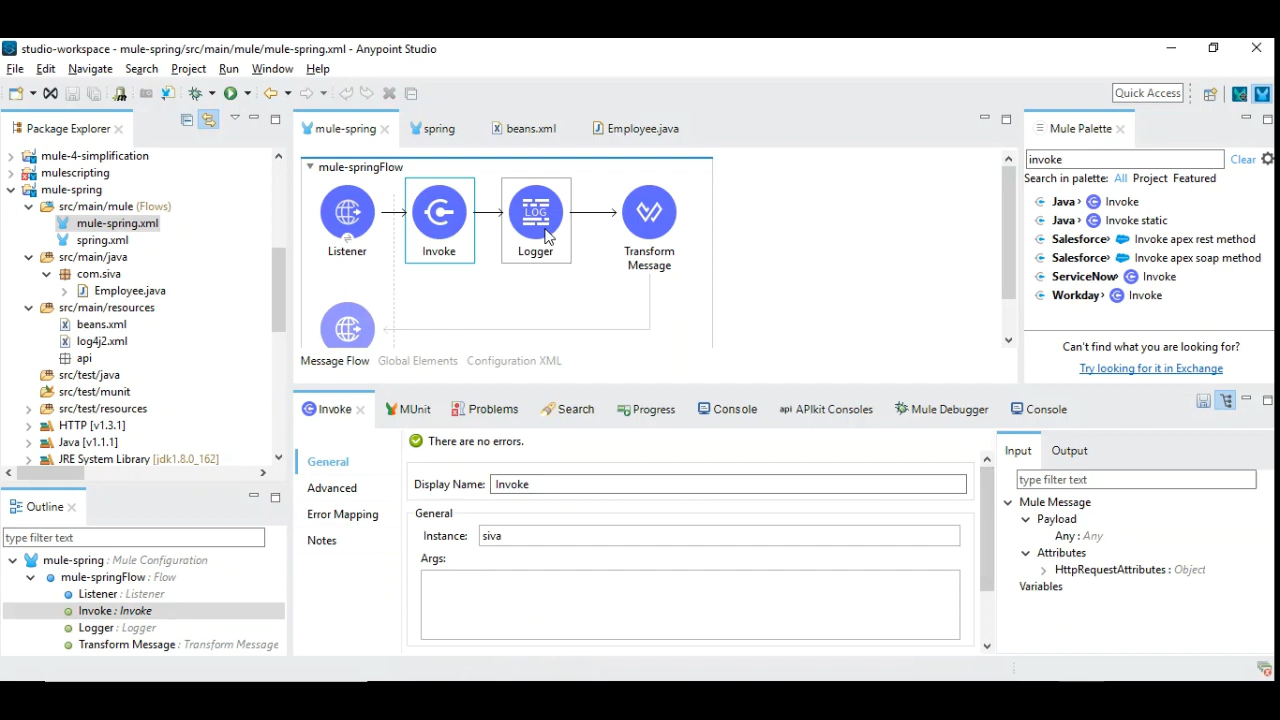 studio-workspace - mule-spring/src/main/mule/mule-spring.xml - Anypoint Studio
File Edit Navigate Search Project Run Window Help
Quick Access
Package Explorer
mule-4-simplification
mulescripting
mule-spring
src/main/mule (Flows)
mule-spring.xml
spring.xml
src/main/java
com.siva
Employee.java
src/main/resources
beans.xml
log4j2.xml
api
src/test/java
src/test/munit
src/test/resources
HTTP [v1.3.1]
Java [v1.1.1]
JRE System Library [jdk1.8.0_162]
mule-spring
spring
beans.xml
Employee.java
mule-springFlow
LOG
Listener
Invoke
Logger
Transform
Message
Message Flow Global Elements Configuration XML
Mule Palette
invoke
Clear
Search in palette: All Project Featured
Java Invoke
Java Invoke static
Salesforce Invoke apex rest method
Salesforce Invoke apex soap method
ServiceNow Invoke
Workday Invoke
Can't find what you are looking for?
Try looking for it in Exchange
Outline
type filter text
mule-spring : Mule Configuration
mule-springFlow : Flow
Listener : Listener
Invoke : Invoke
Logger : Logger
Transform Message : Transform Message
Invoke MUnit Problems Search Progress Console api APIkit Consoles Mule Debugger Console
There are no errors.
General
Advanced
Error Mapping
Notes
Display Name: Invoke
General
Instance: siva
Args:
Input Output
type filter text
Mule Message
Payload
Any : Any
Attributes
HttpRequestAttributes : Object
Variables